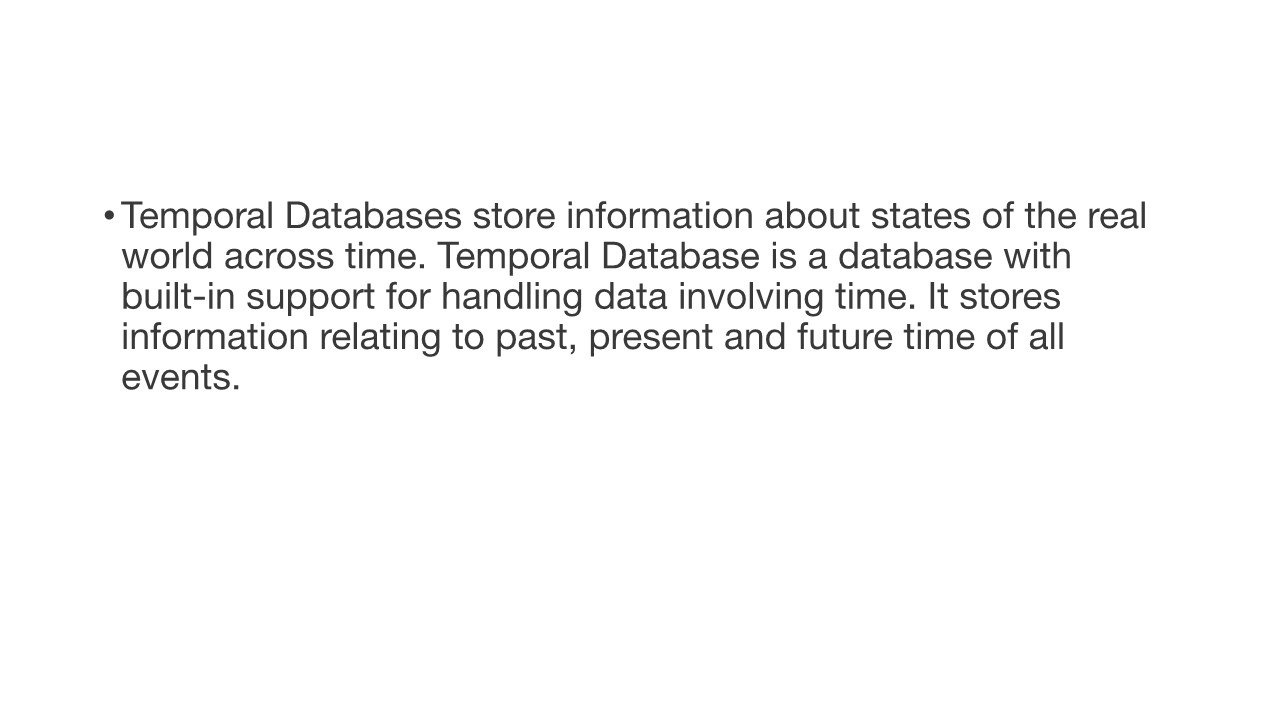 •Temporal Databases store information about states of the real
world across time. Temporal Database is a database with
built-in support for handling data involving time. It stores
information relating to past, present and future time of all
events.